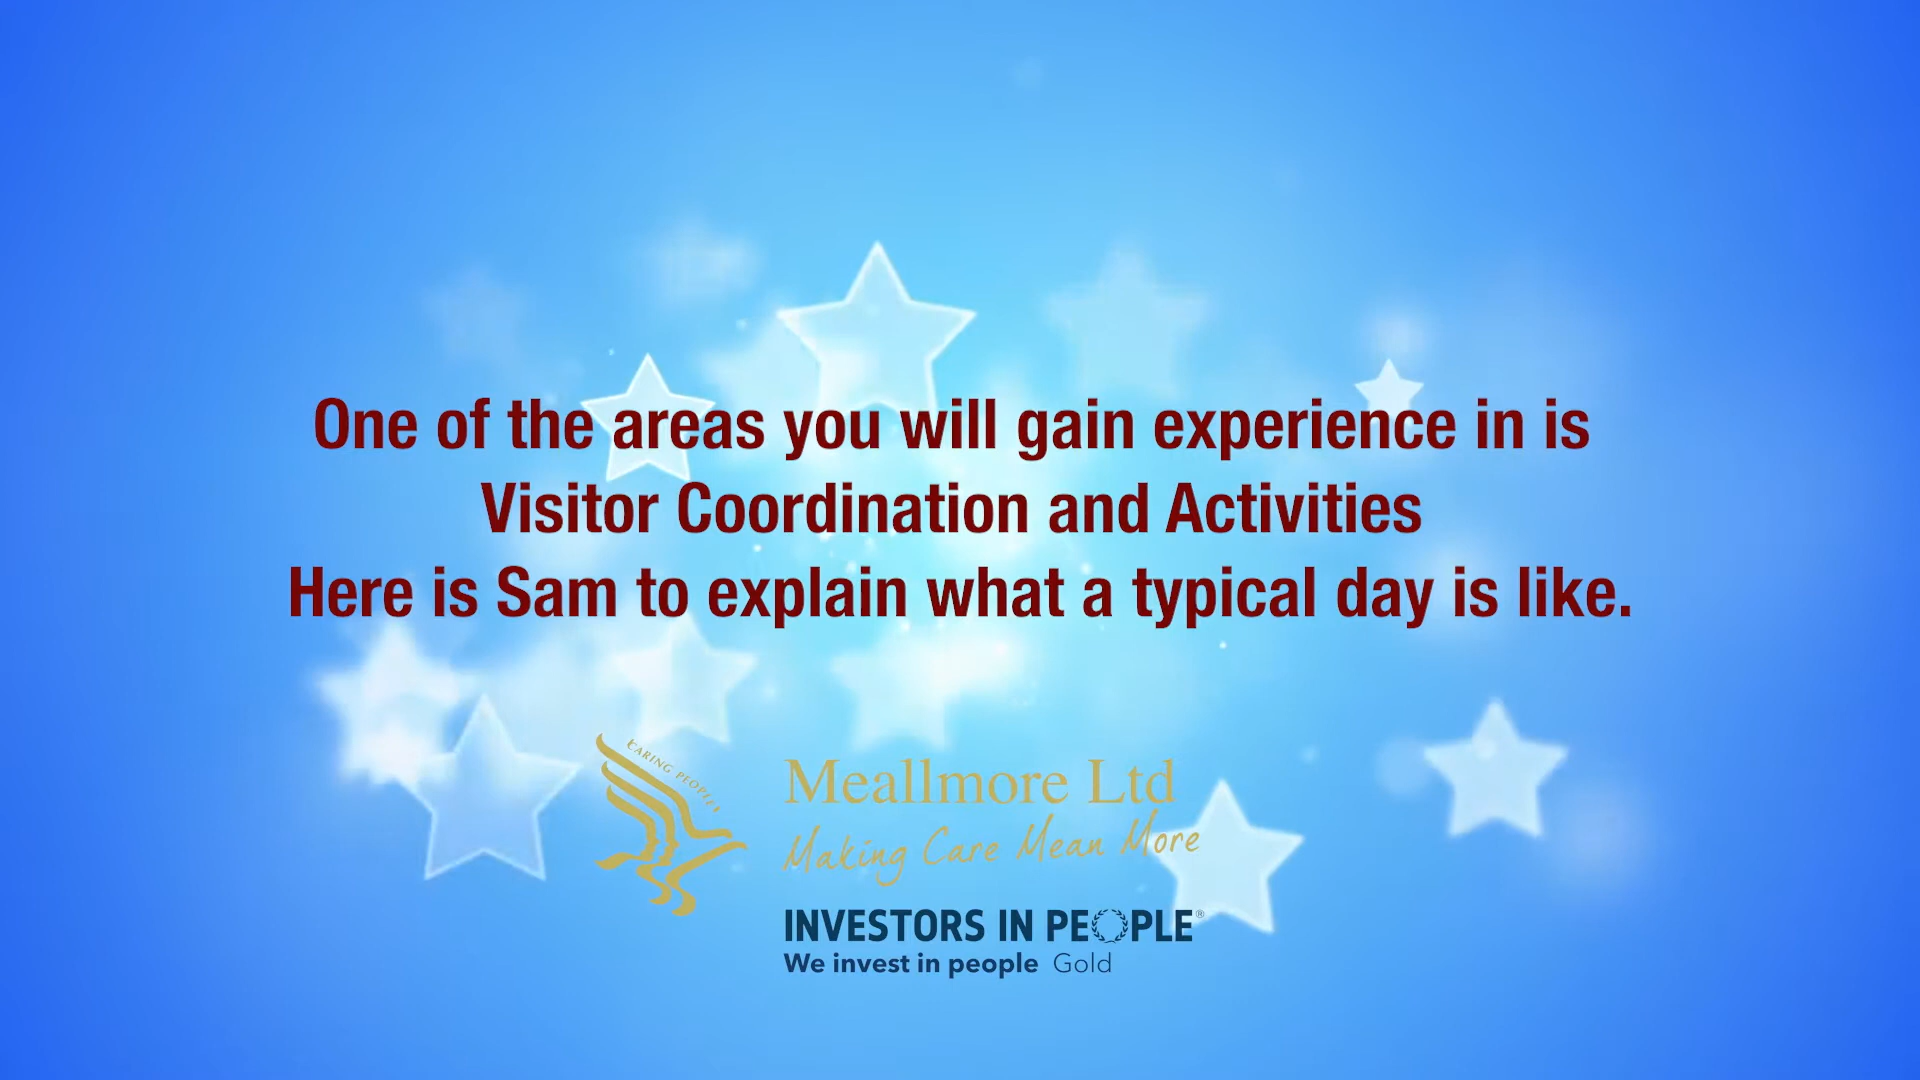 One of the areas you will gain experience in is
Visitor Coordination and Activities
Here is Sam to explain what a typical day is like.
CARING PEOPLE
Meallmore Ltd
Making Care Mean More
INVESTORS IN PEOPLE®
We invest in people Gold